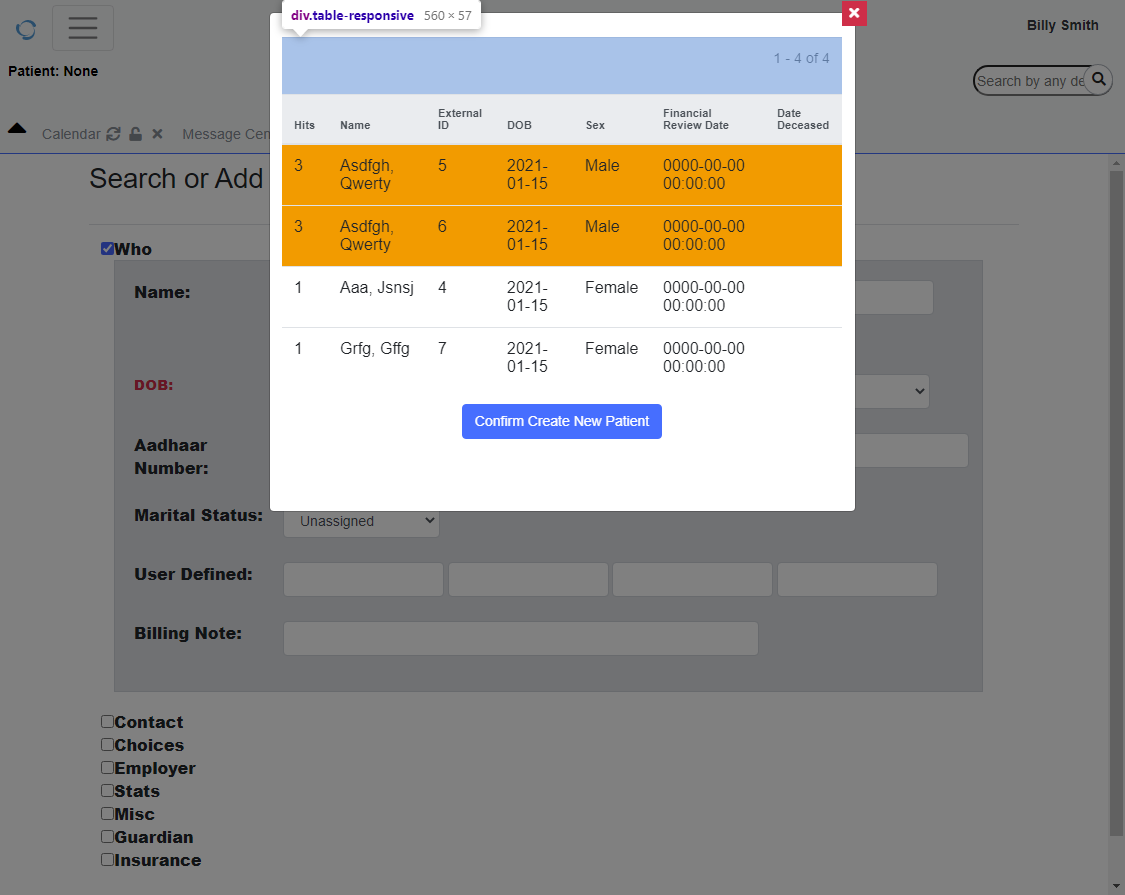 div.table-responsive 560 × 57
Billy Smith
Patient: None
1 - 4 of 4
Search by any de
Hits Name External ID DOB Sex Financial Review Date Date Deceased
Calendar Message Cen
3 Asdfgh, Qwerty 5 2021-01-15 Male 0000-00-00 00:00:00
Search or Add
3 Asdfgh, Qwerty 6 2021-01-15 Male 0000-00-00 00:00:00
Who
1 Aaa, Jsnsj 4 2021-01-15 Female 0000-00-00 00:00:00
Name:
1 Grfg, Gffg 7 2021-01-15 Female 0000-00-00 00:00:00
DOB:
Confirm Create New Patient
Aadhaar
Number:
Marital Status: Unassigned
User Defined:
Billing Note:
Contact
Choices
Employer
Stats
Misc
Guardian
Insurance